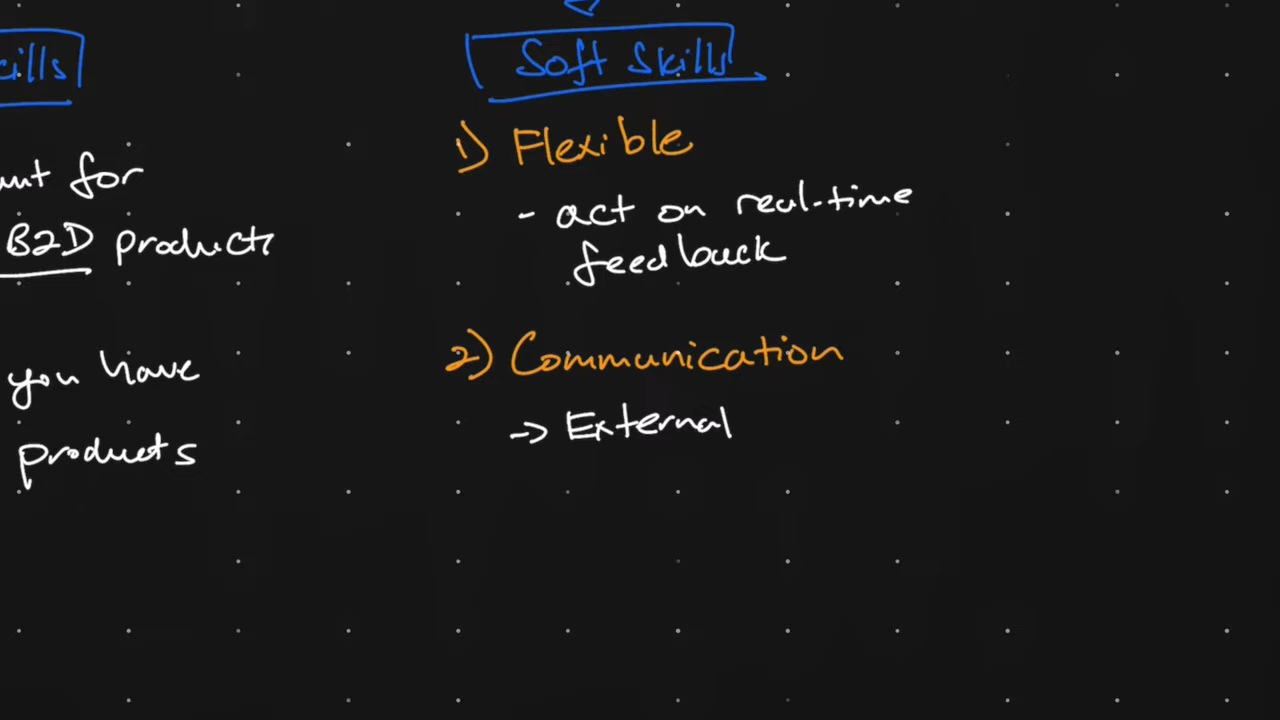 cills
unt for
B2D products
you have
products
Soft Skills
1) Flexible
- act on real-time
feedback
2) Communication
→ External